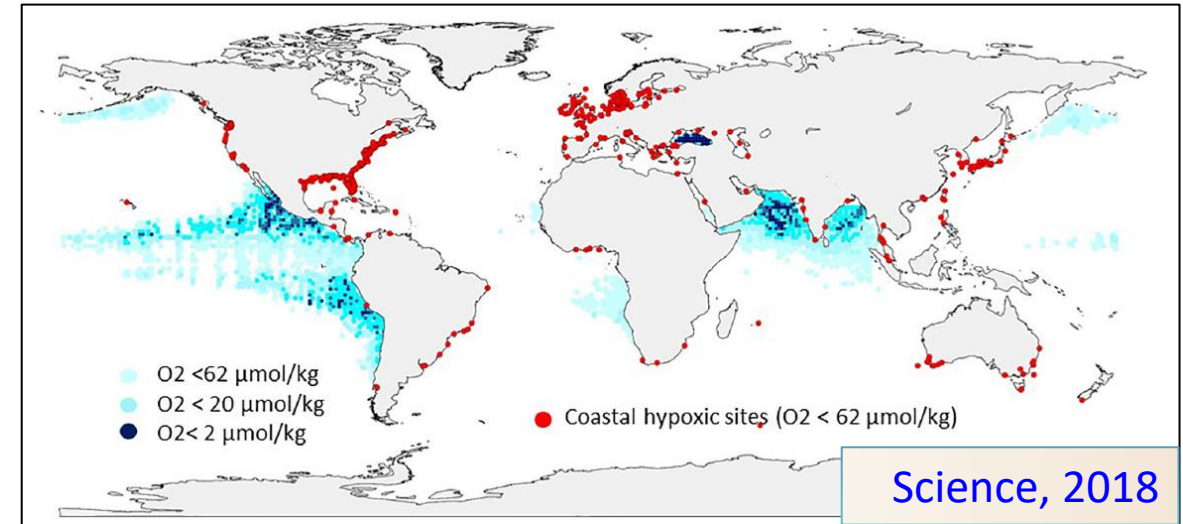 O2 <62 µmol/kg
O2 < 20 µmol/kg
O2< 2 µmol/kg
Coastal hypoxic sites (O2 < 62 µmol/kg)
Science, 2018